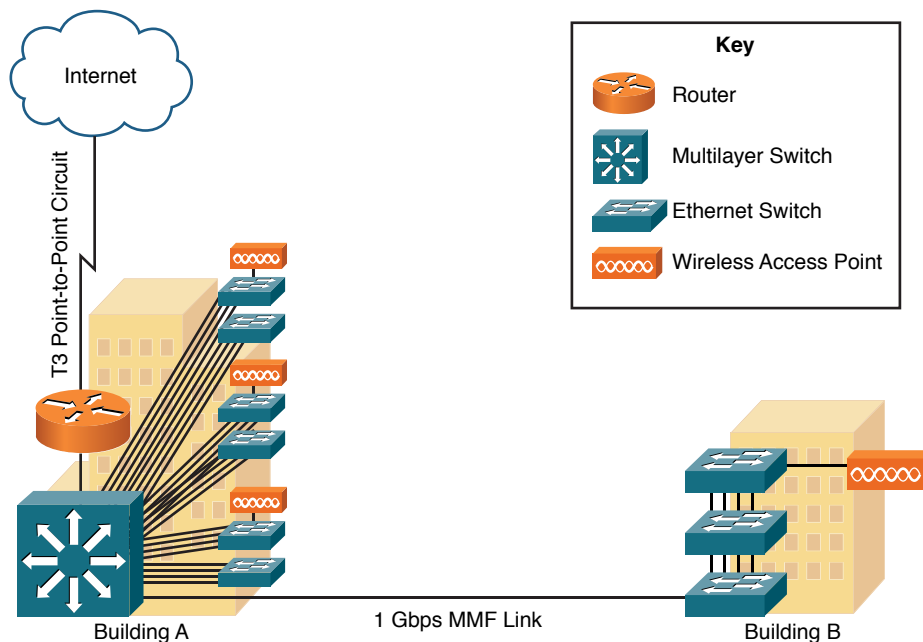 Internet
T3 Point-to-Point Circuit
Key
Router
Multilayer Switch
Ethernet Switch
Wireless Access Point
Building A
1 Gbps MMF Link
Building B